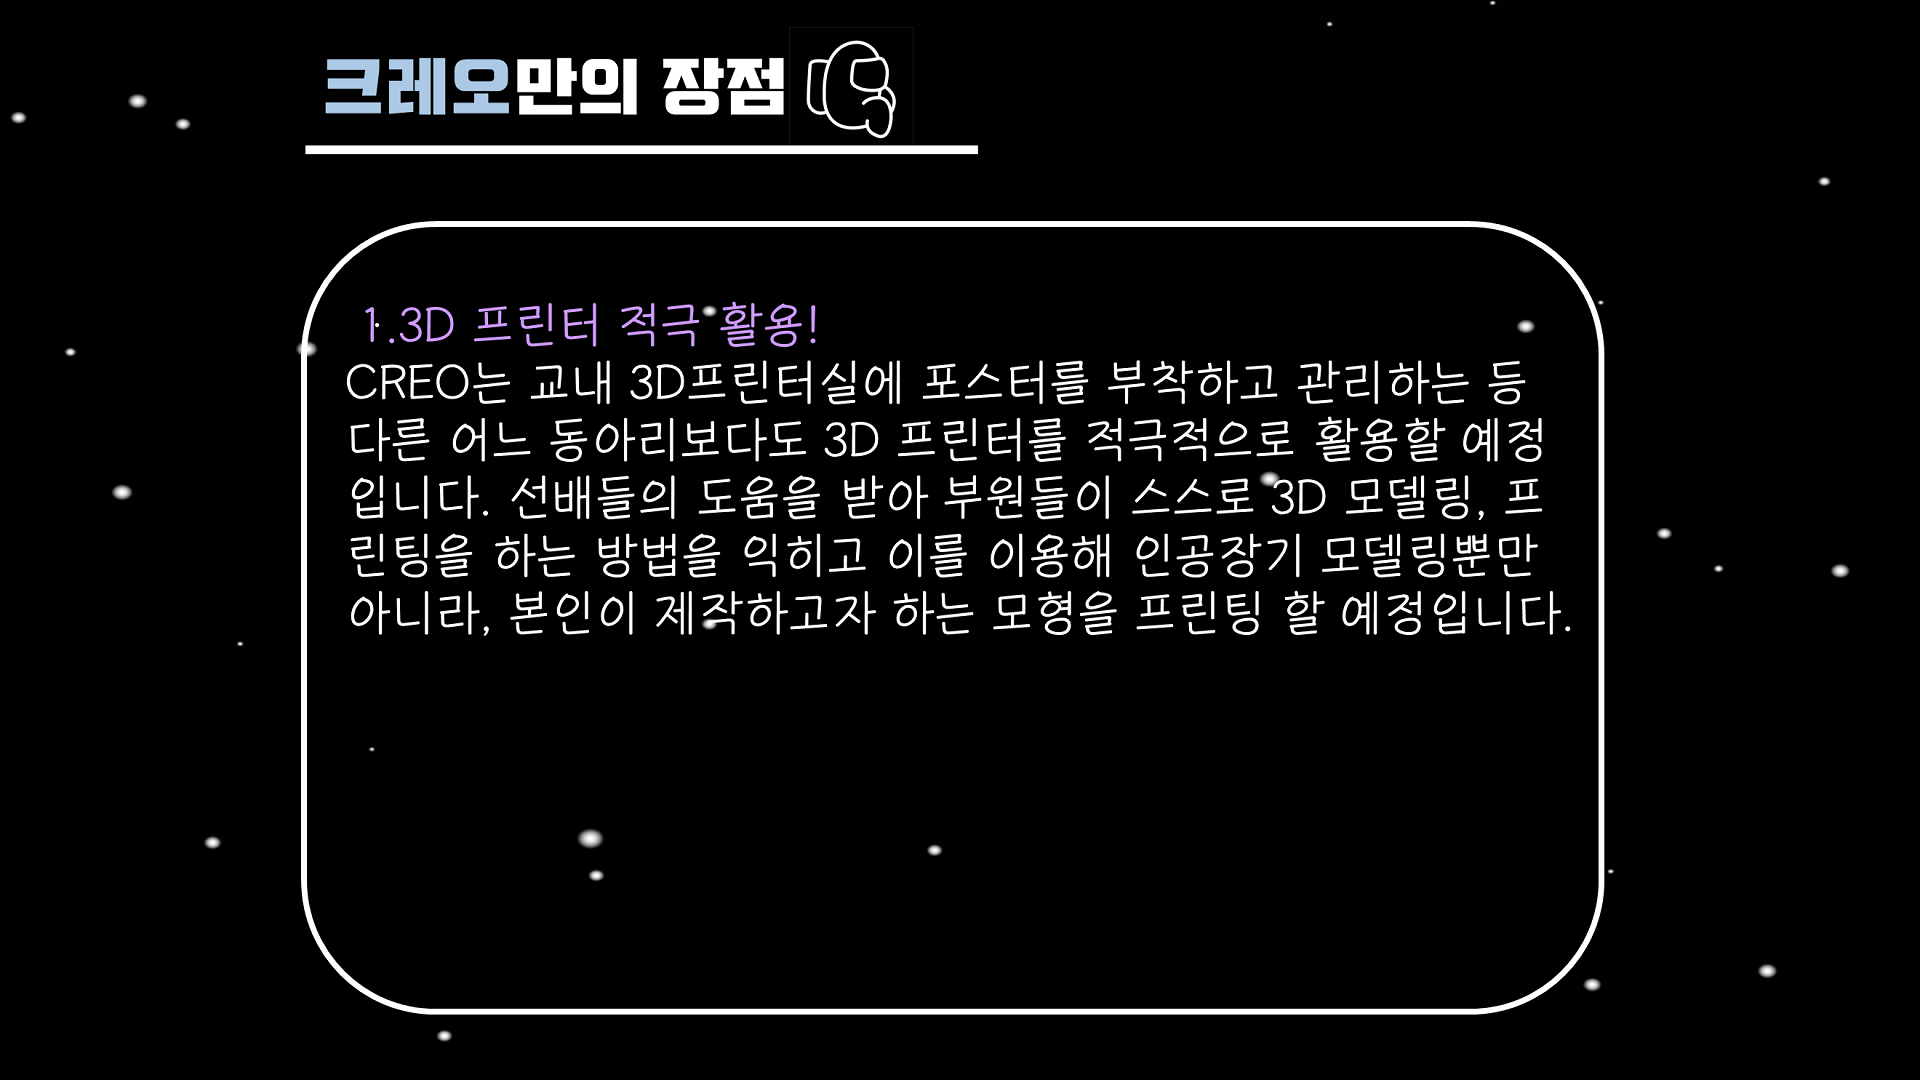 크레오만의 장점
1.3D 프린터 적극 활용!
CREO는 교내 3D프린터실에 포스터를 부착하고 관리하는 등
다른 어느 동아리보다도 3D 프린터를 적극적으로 활용할 예정
입니다. 선배들의 도움을 받아 부원들이 스스로 3D 모델링, 프
린팅을 하는 방법을 익히고 이를 이용해 인공장기 모델링뿐만
아니라, 본인이 제작하고자 하는 모형을 프린팅 할 예정입니다.